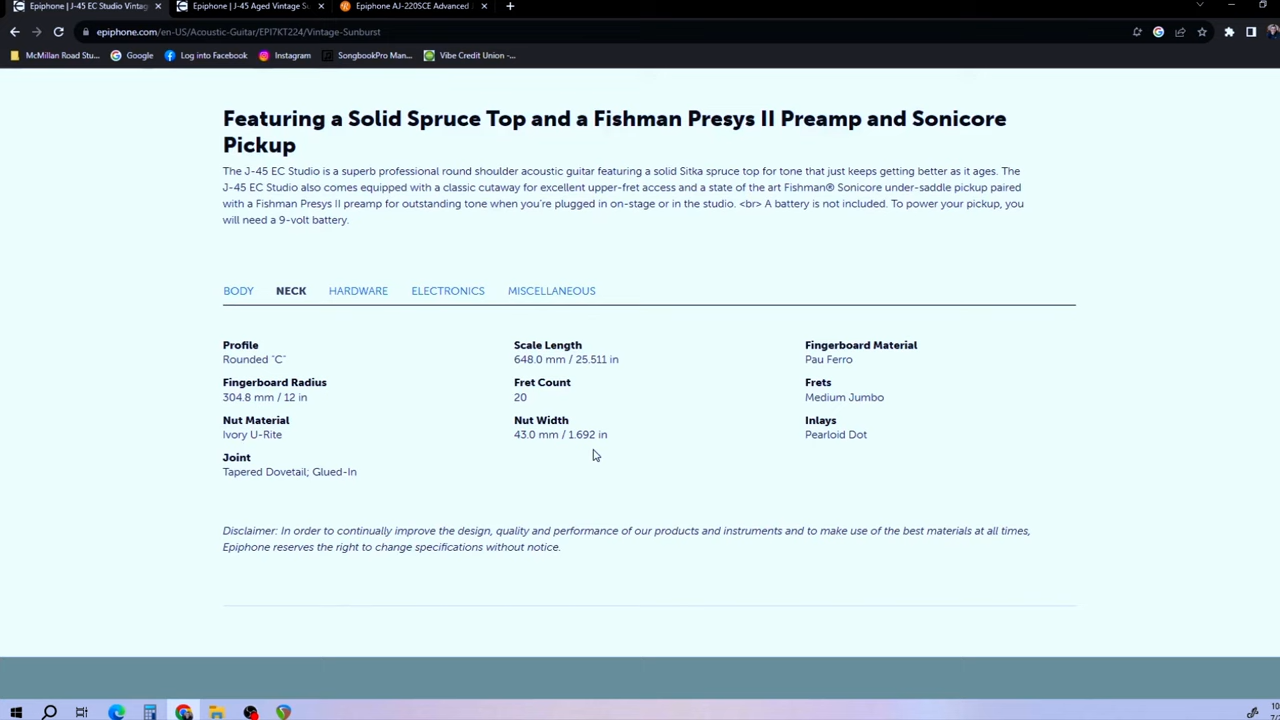 Epiphone | J-45 EC Studio Vintag
Epiphone | J-45 Aged Vintage Su
Epiphone AJ-220SCE Advanced
epiphone.com/en-US/Acoustic-Guitar/EPI7KT224/Vintage-Sunburst
McMillan Road Stu...
Google
Log into Facebook
Instagram
SongbookPro Man...
Vibe Credit Union -...
Featuring a Solid Spruce Top and a Fishman Presys II Preamp and Sonicore
Pickup
The J-45 EC Studio is a superb professional round shoulder acoustic guitar featuring a solid Sitka spruce top for tone that just keeps getting better as it ages. The
J-45 EC Studio also comes equipped with a classic cutaway for excellent upper-fret access and a state of the art Fishman® Sonicore under-saddle pickup paired
with a Fishman Presys II preamp for outstanding tone when you're plugged in on-stage or in the studio. <br> A battery is not included. To power your pickup, you
will need a 9-volt battery.
BODY NECK HARDWARE ELECTRONICS MISCELLANEOUS
Profile
Rounded "C"
Scale Length
648.0 mm / 25.511 in
Fingerboard Material
Pau Ferro
Fingerboard Radius
304.8 mm / 12 in
Fret Count
20
Frets
Medium Jumbo
Nut Material
Ivory U-Rite
Nut Width
43.0 mm / 1.692 in
Inlays
Pearloid Dot
Joint
Tapered Dovetail; Glued-In
Disclaimer: In order to continually improve the design, quality and performance of our products and instruments and to make use of the best materials at all times,
Epiphone reserves the right to change specifications without notice.